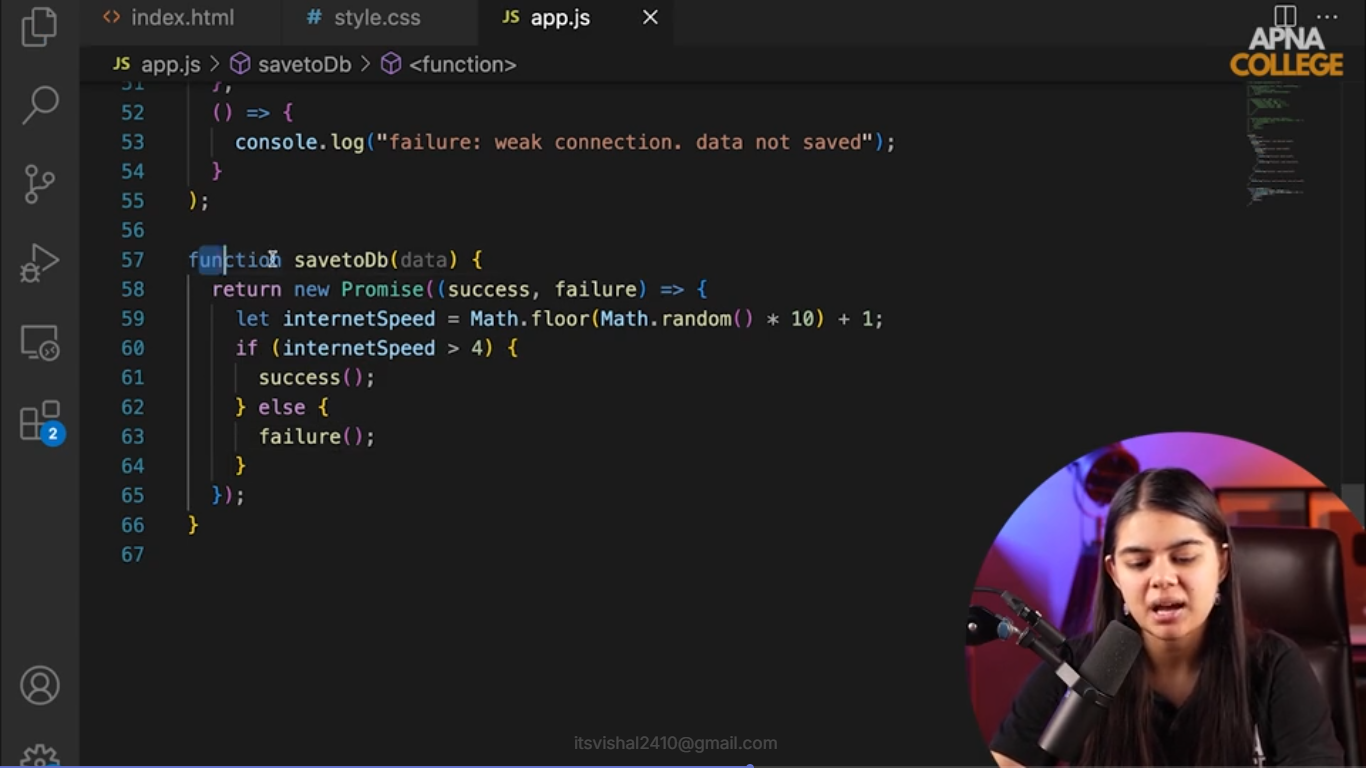 index.html
# style.css
JS app.js
APNA
COLLEGE
JS app.js > savetoDb > <function>
51 },
52 () => {
53 console.log("failure: weak connection. data not saved");
54 }
55 );
56
57 function savetoDb(data) {
58 return new Promise((success, failure) => {
59 let internetSpeed = Math.floor(Math.random() * 10) + 1;
60 if (internetSpeed > 4) {
61 success();
62 } else {
63 failure();
64 }
65 });
66 }
67
2
itsvishal2410@gmail.com